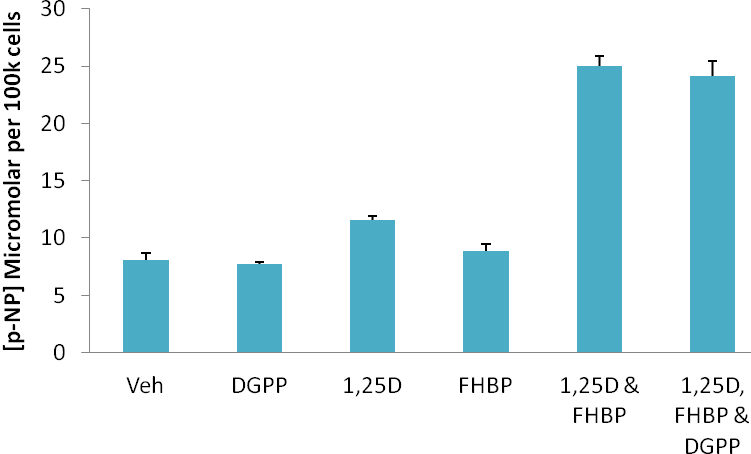 [p-NP] Micromolar per 100k cells
30
25
20
15
10
5
0
Veh
DGPP
1,25D
FHBP
1,25D &
FHBP
1,25D,
FHBP &
DGPP